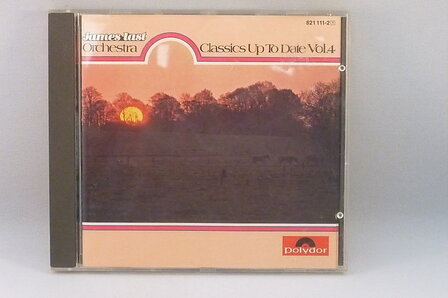 821 111-2
james last
Orchestra
Classics Up To Date Vol.4
polydor